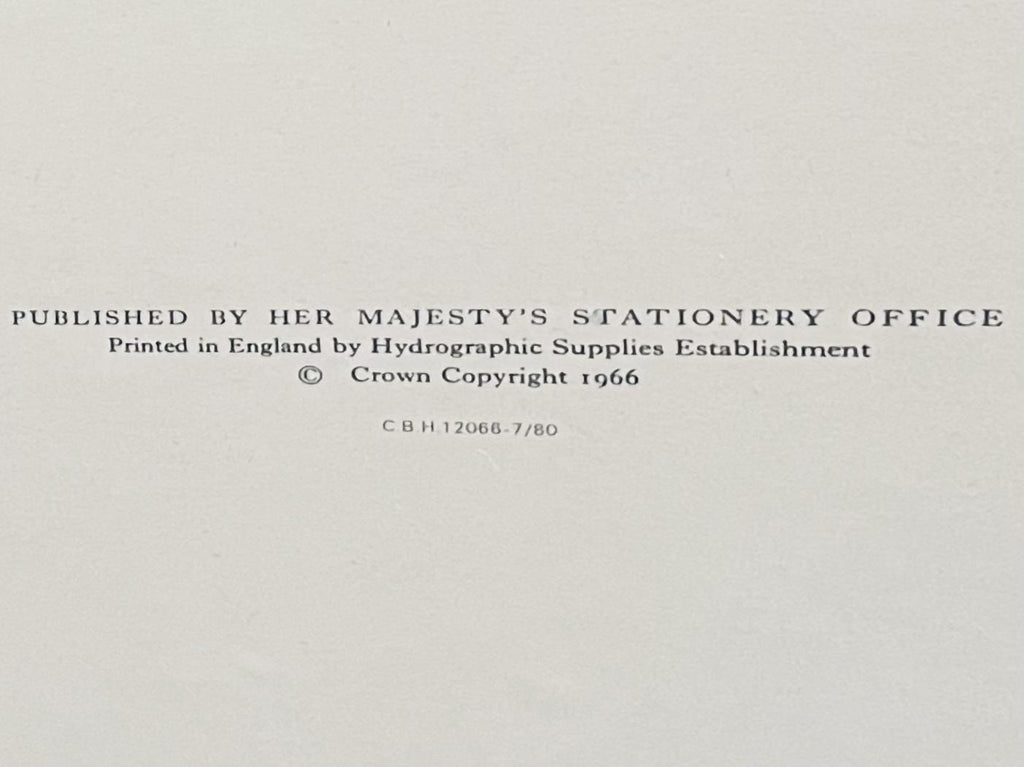 PUBLISHED BY HER MAJESTY'S STATIONERY OFFICE
Printed in England by Hydrographic Supplies Establishment
© Crown Copyright 1966
C B H 12066-7/80